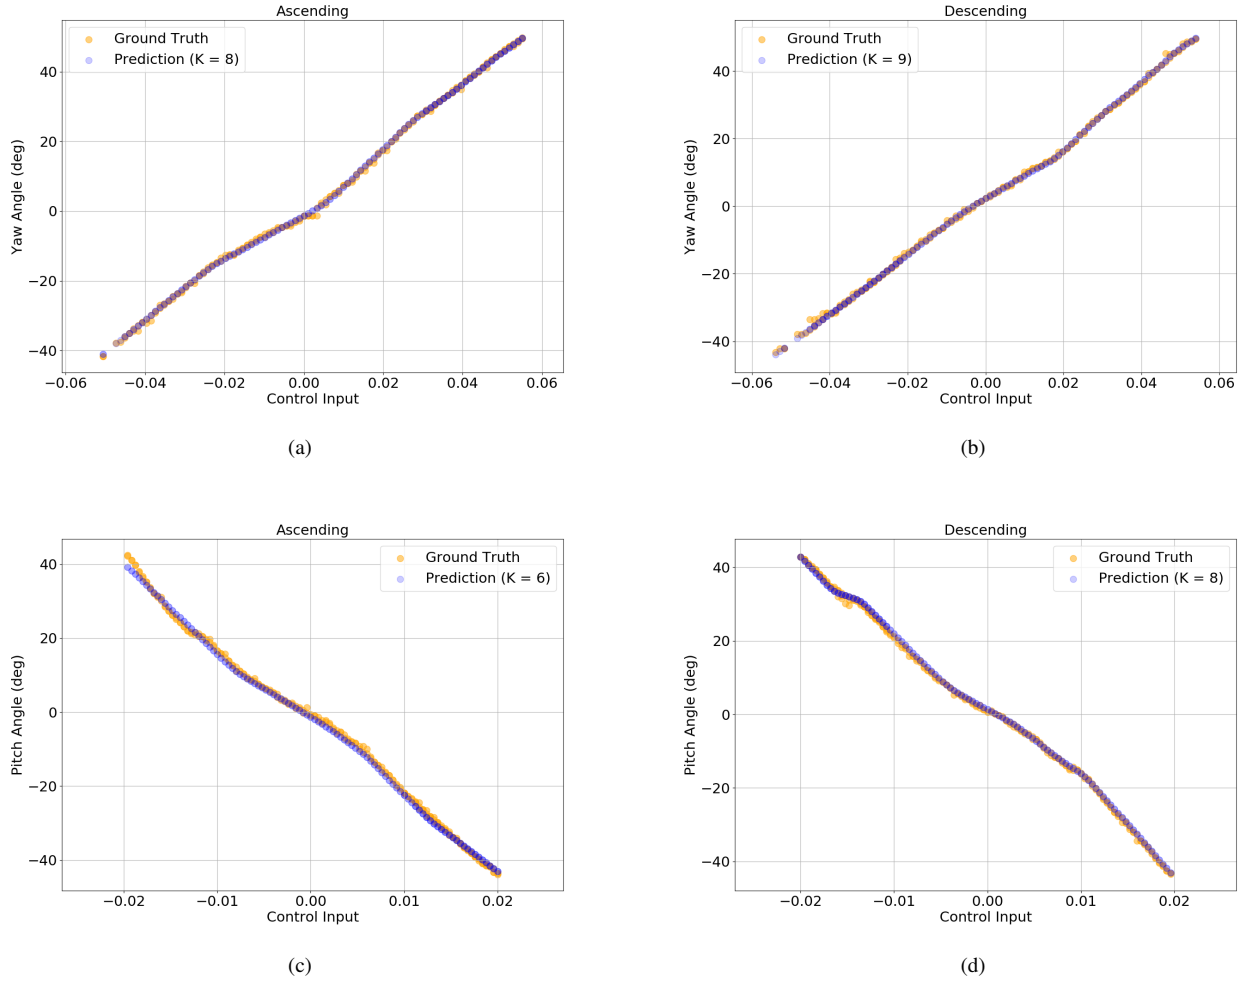 Ascending
Ground Truth
Prediction (K = 8)
40
20
0
−20
−40
Yaw Angle (deg)
−0.06 −0.04 −0.02 0.00 0.02 0.04 0.06
Control Input
(a)
Descending
Ground Truth
Prediction (K = 9)
40
20
0
−20
−40
Yaw Angle (deg)
−0.06 −0.04 −0.02 0.00 0.02 0.04 0.06
Control Input
(b)
Ascending
Ground Truth
Prediction (K = 6)
40
20
0
−20
−40
Pitch Angle (deg)
−0.02 −0.01 0.00 0.01 0.02
Control Input
(c)
Descending
Ground Truth
Prediction (K = 8)
40
20
0
−20
−40
Pitch Angle (deg)
−0.02 −0.01 0.00 0.01 0.02
Control Input
(d)